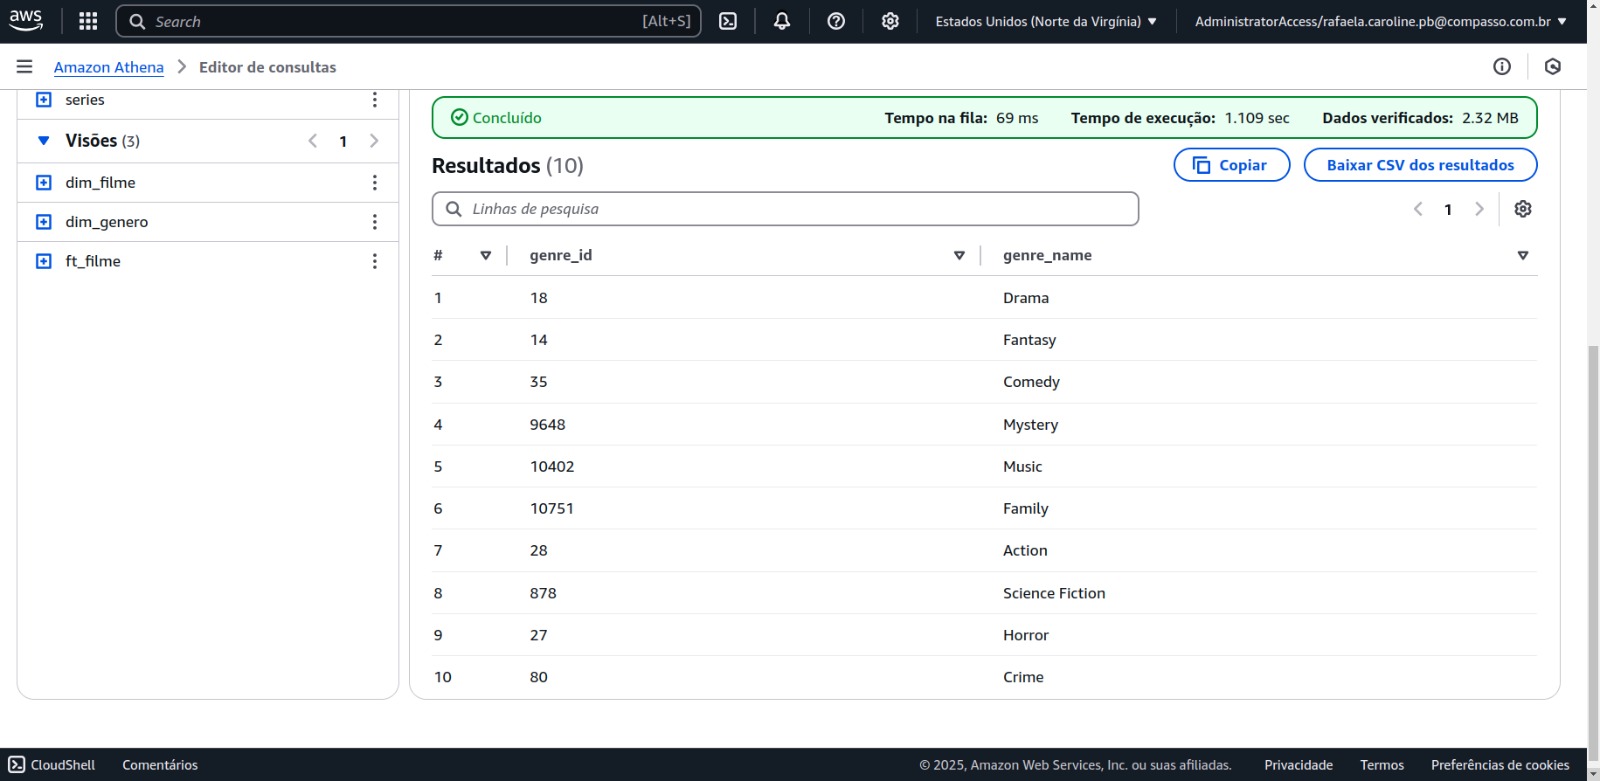 aws Search [Alt+S] Estados Unidos (Norte da Virgínia) AdministratorAccess/rafaela.caroline.pb@compasso.com.br
Amazon Athena Editor de consultas
series
Visões (3) 1
dim_filme
dim_genero
ft_filme
Concluído Tempo na fila: 69 ms Tempo de execução: 1.109 sec Dados verificados: 2.32 MB
Resultados (10) Copiar Baixar CSV dos resultados
Linhas de pesquisa 1
# genre_id genre_name
1 18 Drama
2 14 Fantasy
3 35 Comedy
4 9648 Mystery
5 10402 Music
6 10751 Family
7 28 Action
8 878 Science Fiction
9 27 Horror
10 80 Crime
CloudShell Comentários © 2025, Amazon Web Services, Inc. ou suas afiliadas. Privacidade Termos Preferências de cookies